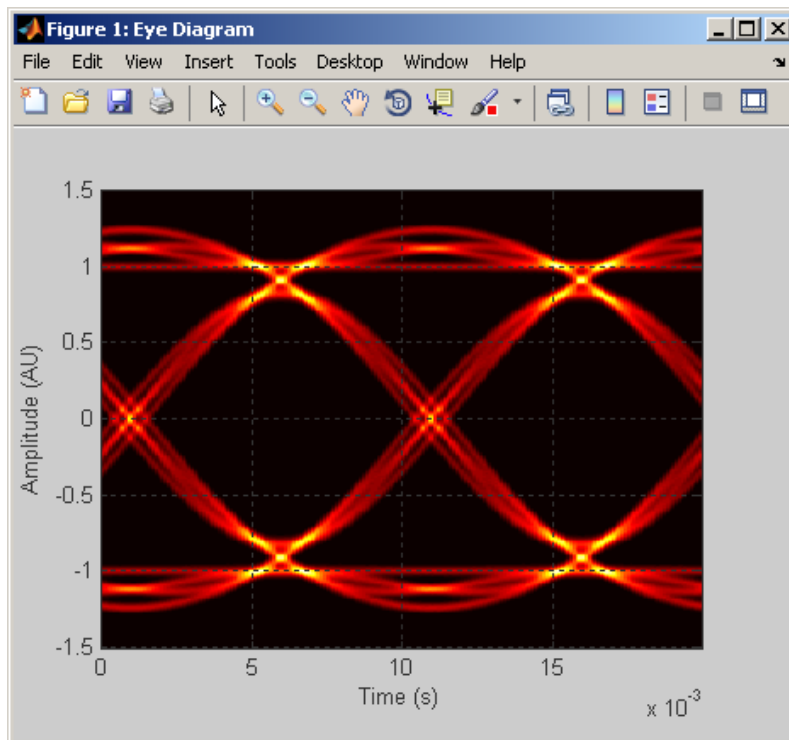 Figure 1: Eye Diagram
File Edit View Insert Tools Desktop Window Help
1.5
1
0.5
0
-0.5
-1
-1.5
Amplitude (AU)
0 5 10 15
Time (s)
x 10-3